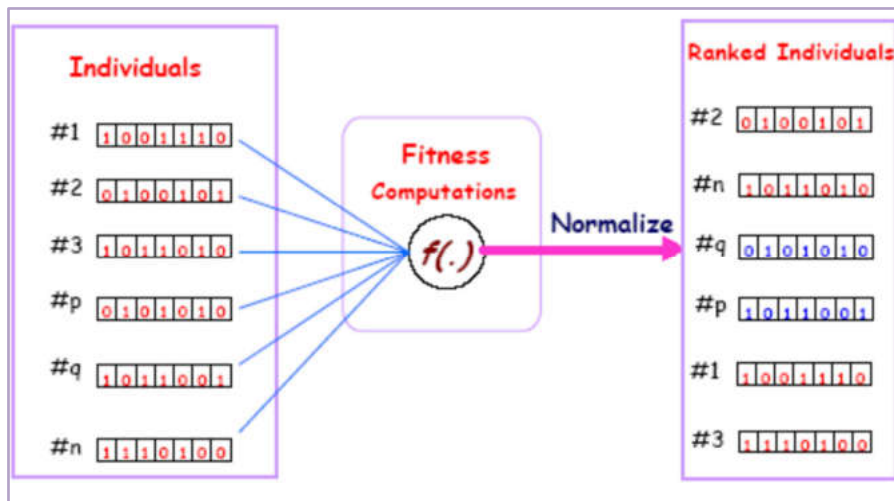 Individuals
#1 1001110
#2 0100101
#3 1011010
#p 0101010
#q 1011001
#n 1110100
Fitness
Computations
f(.)
Normalize
Ranked Individuals
#2 0100101
#n 1011010
#q 0101010
#p 1011001
#1 1001110
#3 1110100